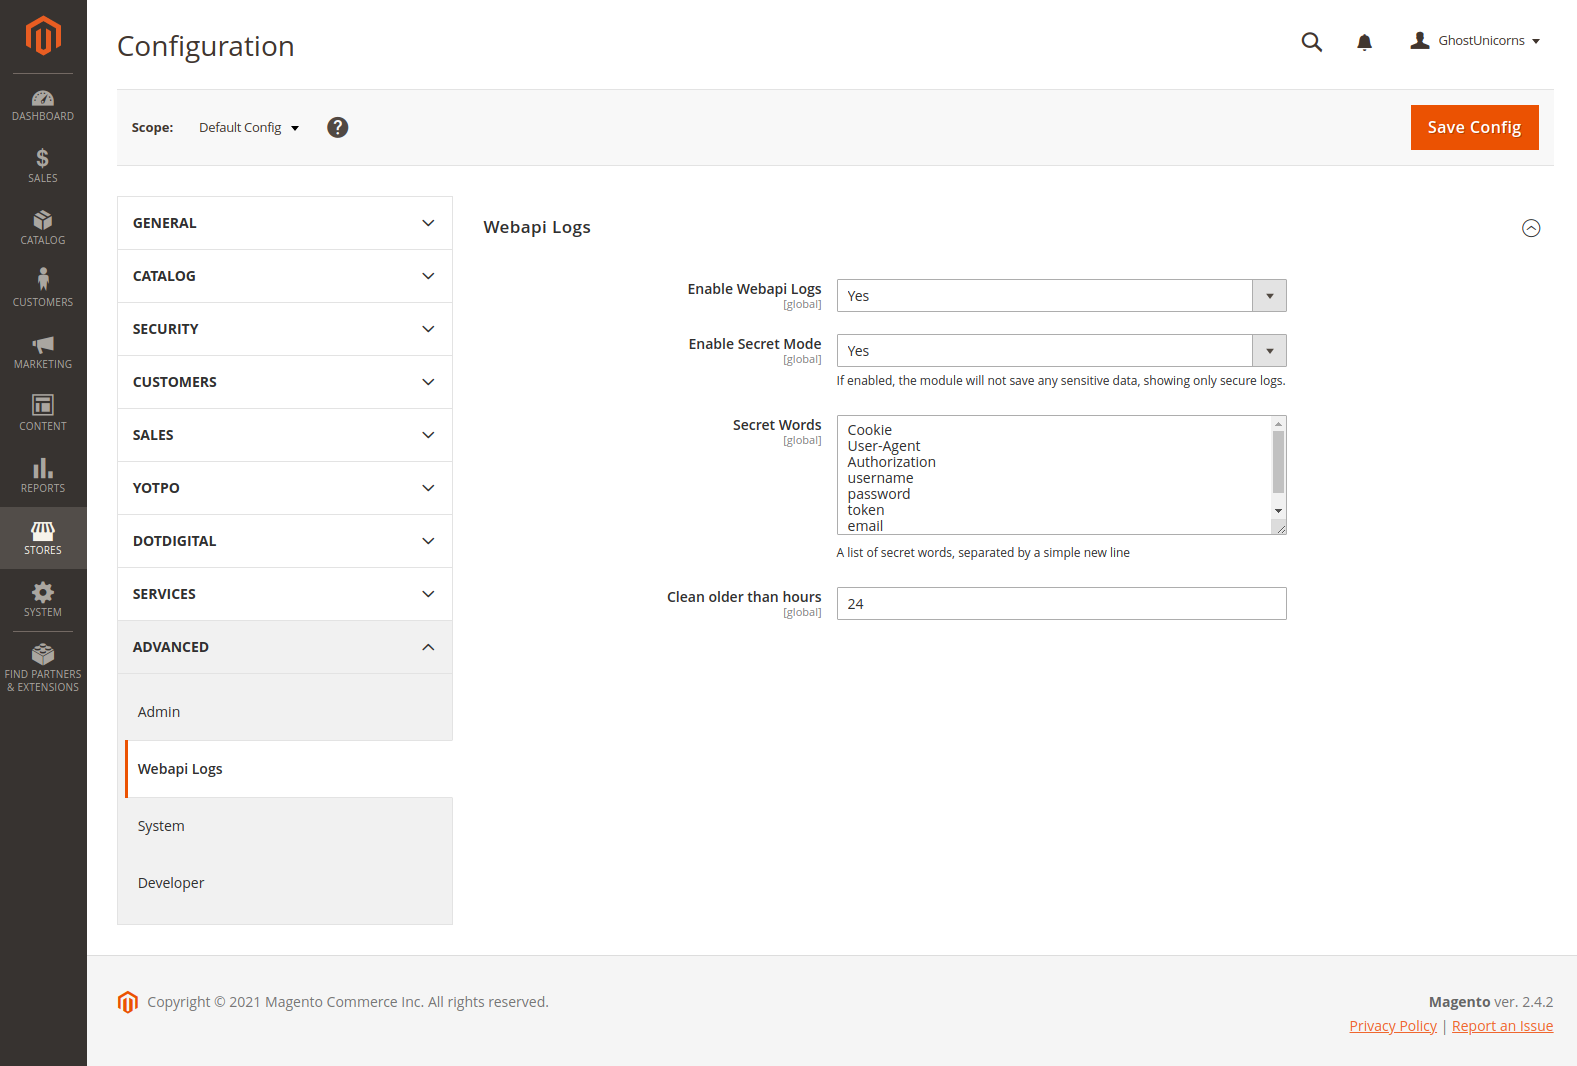 Configuration
GhostUnicorns
Scope:
Default Config
?
Save Config
DASHBOARD
$
SALES
CATALOG
CUSTOMERS
MARKETING
CONTENT
REPORTS
STORES
SYSTEM
FIND PARTNERS
& EXTENSIONS
GENERAL
CATALOG
SECURITY
CUSTOMERS
SALES
YOTPO
DOTDIGITAL
SERVICES
ADVANCED
Admin
Webapi Logs
System
Developer
Webapi Logs
Enable Webapi Logs
[global]
Yes
Enable Secret Mode
[global]
Yes
If enabled, the module will not save any sensitive data, showing only secure logs.
Secret Words
[global]
Cookie
User-Agent
Authorization
username
password
token
email
A list of secret words, separated by a simple new line
Clean older than hours
[global]
24
Copyright © 2021 Magento Commerce Inc. All rights reserved.
Magento ver. 2.4.2
Privacy Policy | Report an Issue